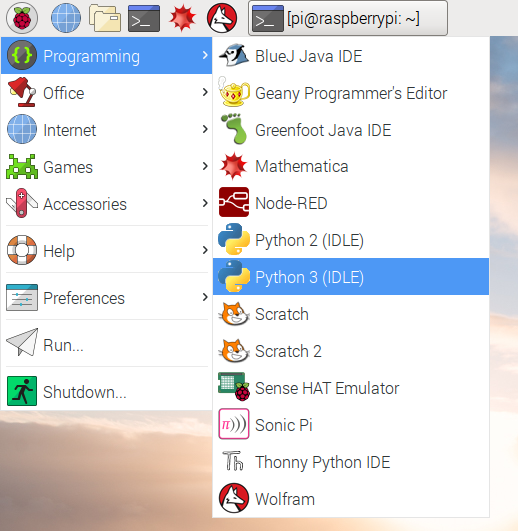 [pi@raspberrypi: ~]
Programming
Office
Internet
Games
Accessories
Help
Preferences
Run...
Shutdown...
BlueJ Java IDE
Geany Programmer's Editor
Greenfoot Java IDE
Mathematica
Node-RED
Python 2 (IDLE)
Python 3 (IDLE)
Scratch
Scratch 2
Sense HAT Emulator
Sonic Pi
Thonny Python IDE
Wolfram